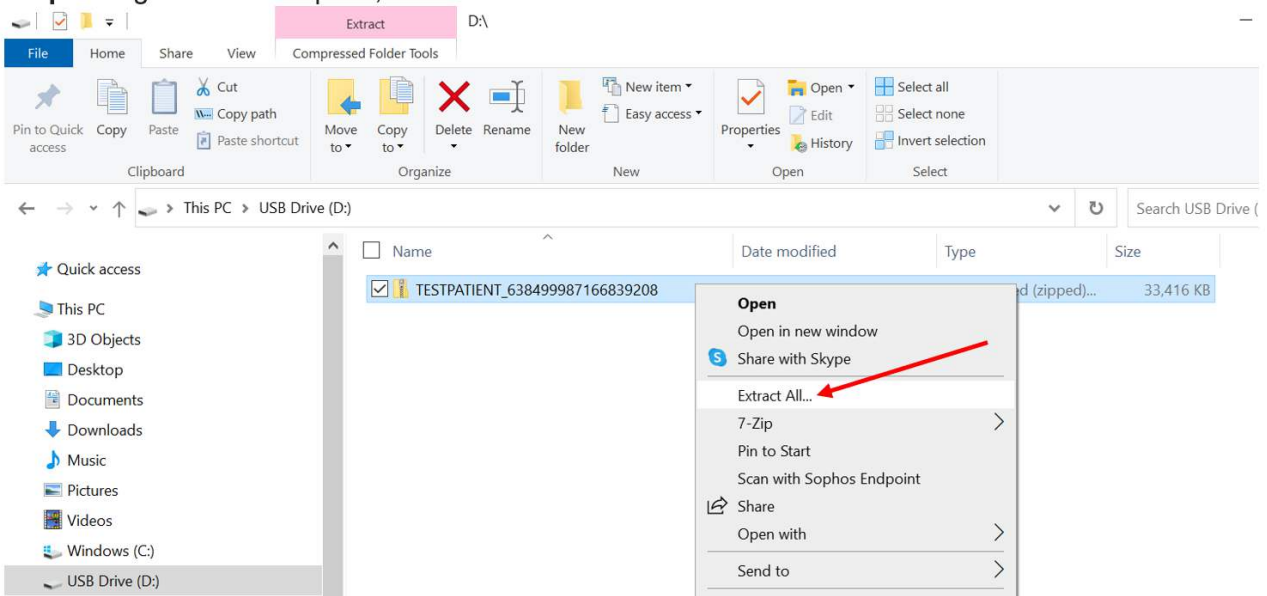 Extract
D:\
File
Home
Share
View
Compressed Folder Tools
Pin to Quick access
Copy
Paste
Cut
Copy path
Paste shortcut
Clipboard
Move to
Copy to
Delete
Rename
Organize
New folder
New item
Easy access
New
Properties
Open
Edit
History
Open
Select all
Select none
Invert selection
Select
This PC > USB Drive (D:)
Search USB Drive (
Name
Date modified
Type
Size
TESTPATIENT_638499987166839208
(zipped)...
33,416 KB
Quick access
This PC
3D Objects
Desktop
Documents
Downloads
Music
Pictures
Videos
Windows (C:)
USB Drive (D:)
Open
Open in new window
Share with Skype
Extract All...
7-Zip
Pin to Start
Scan with Sophos Endpoint
Share
Open with
Send to